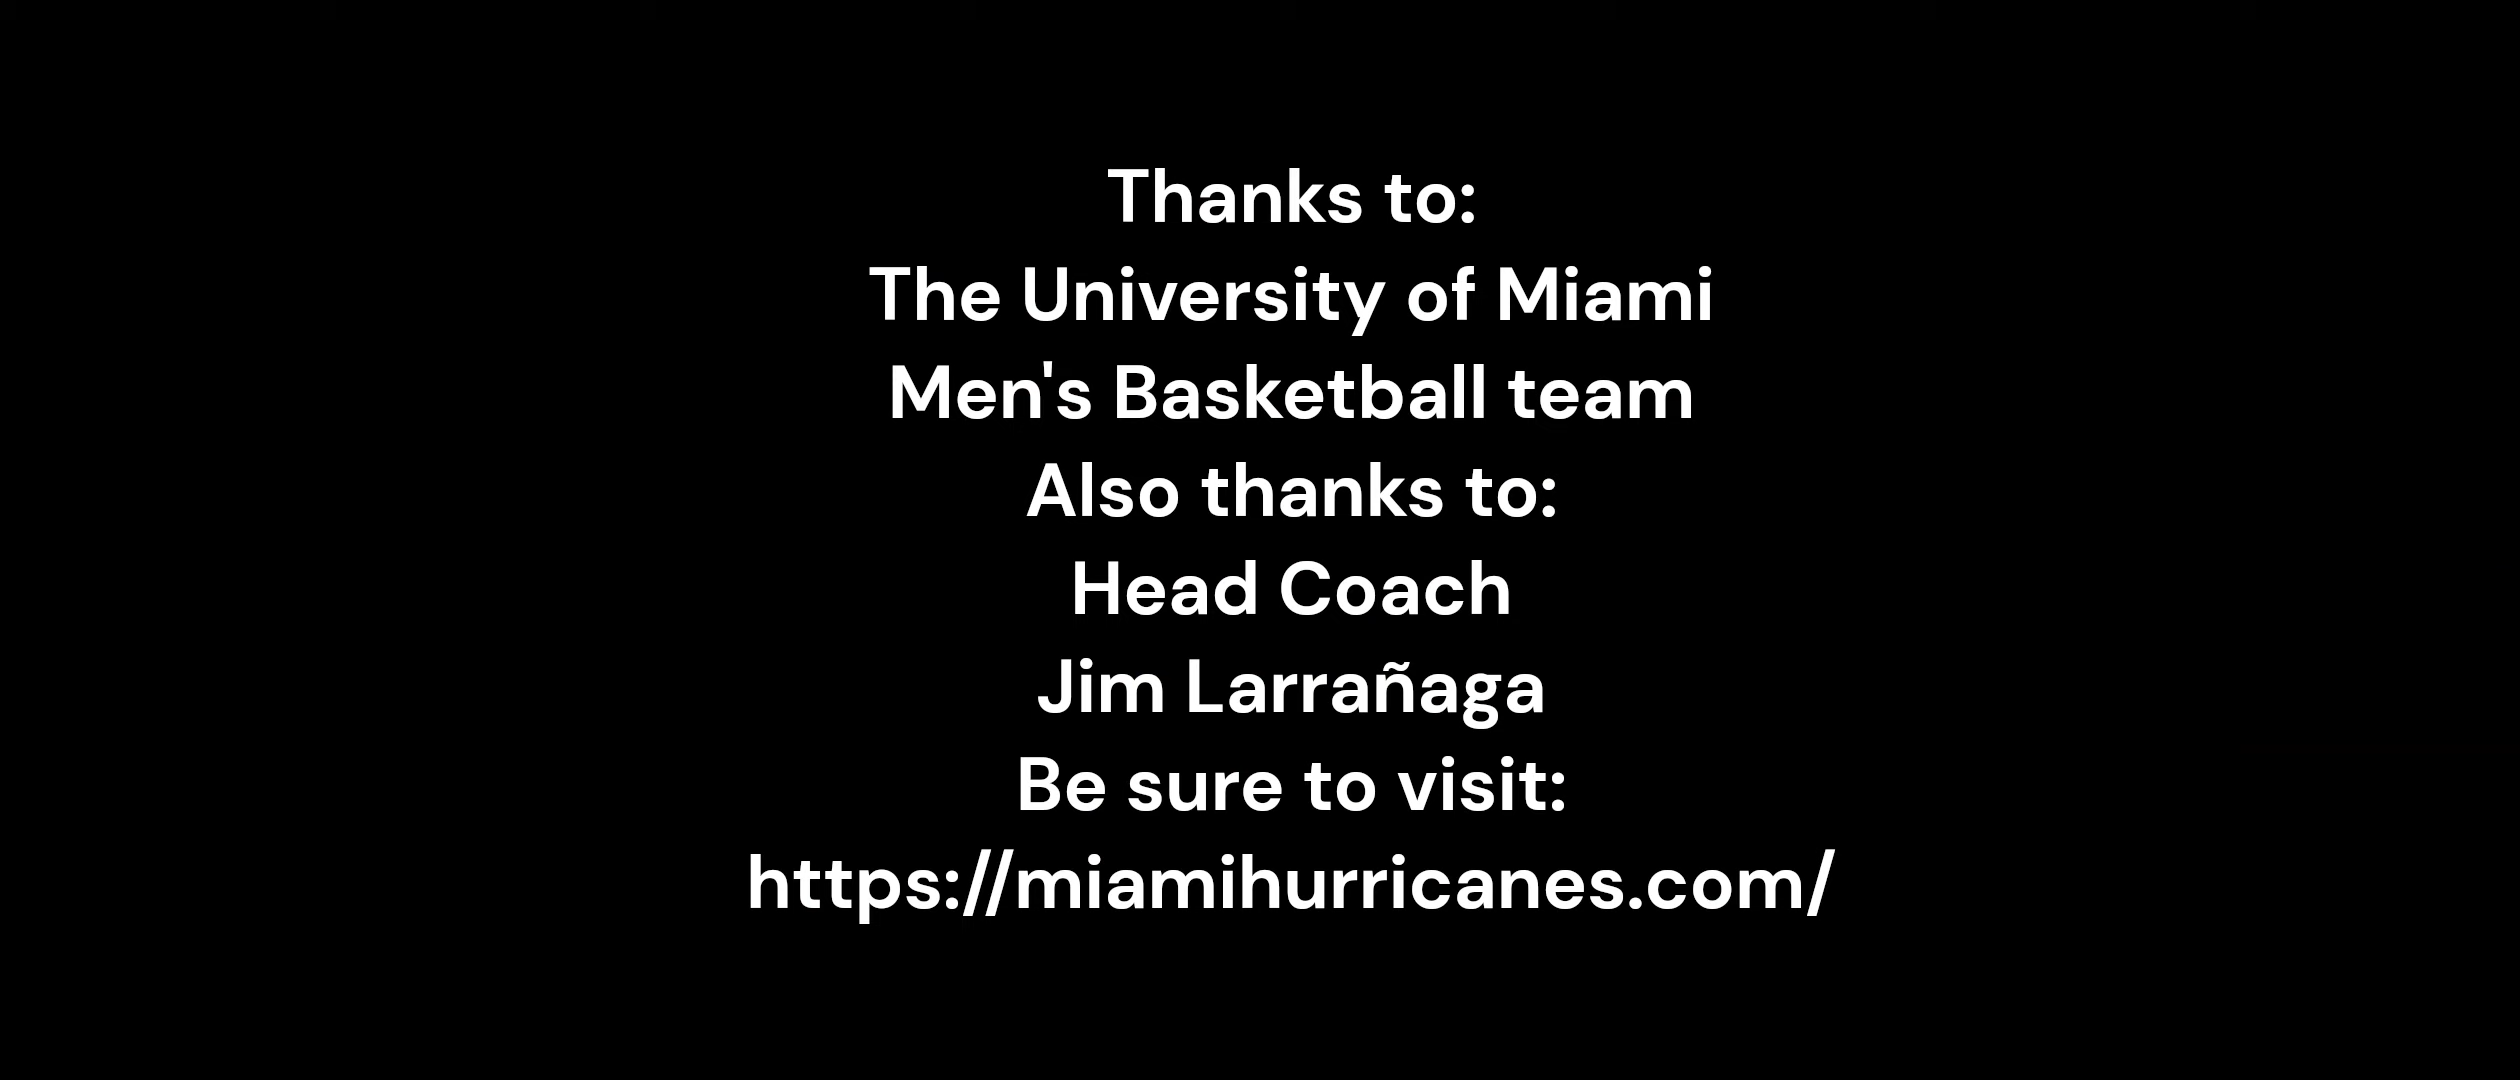 Thanks to:
The University of Miami
Men's Basketball team
Also thanks to:
Head Coach
Jim Larrañaga
Be sure to visit:
https://miamihurricanes.com/